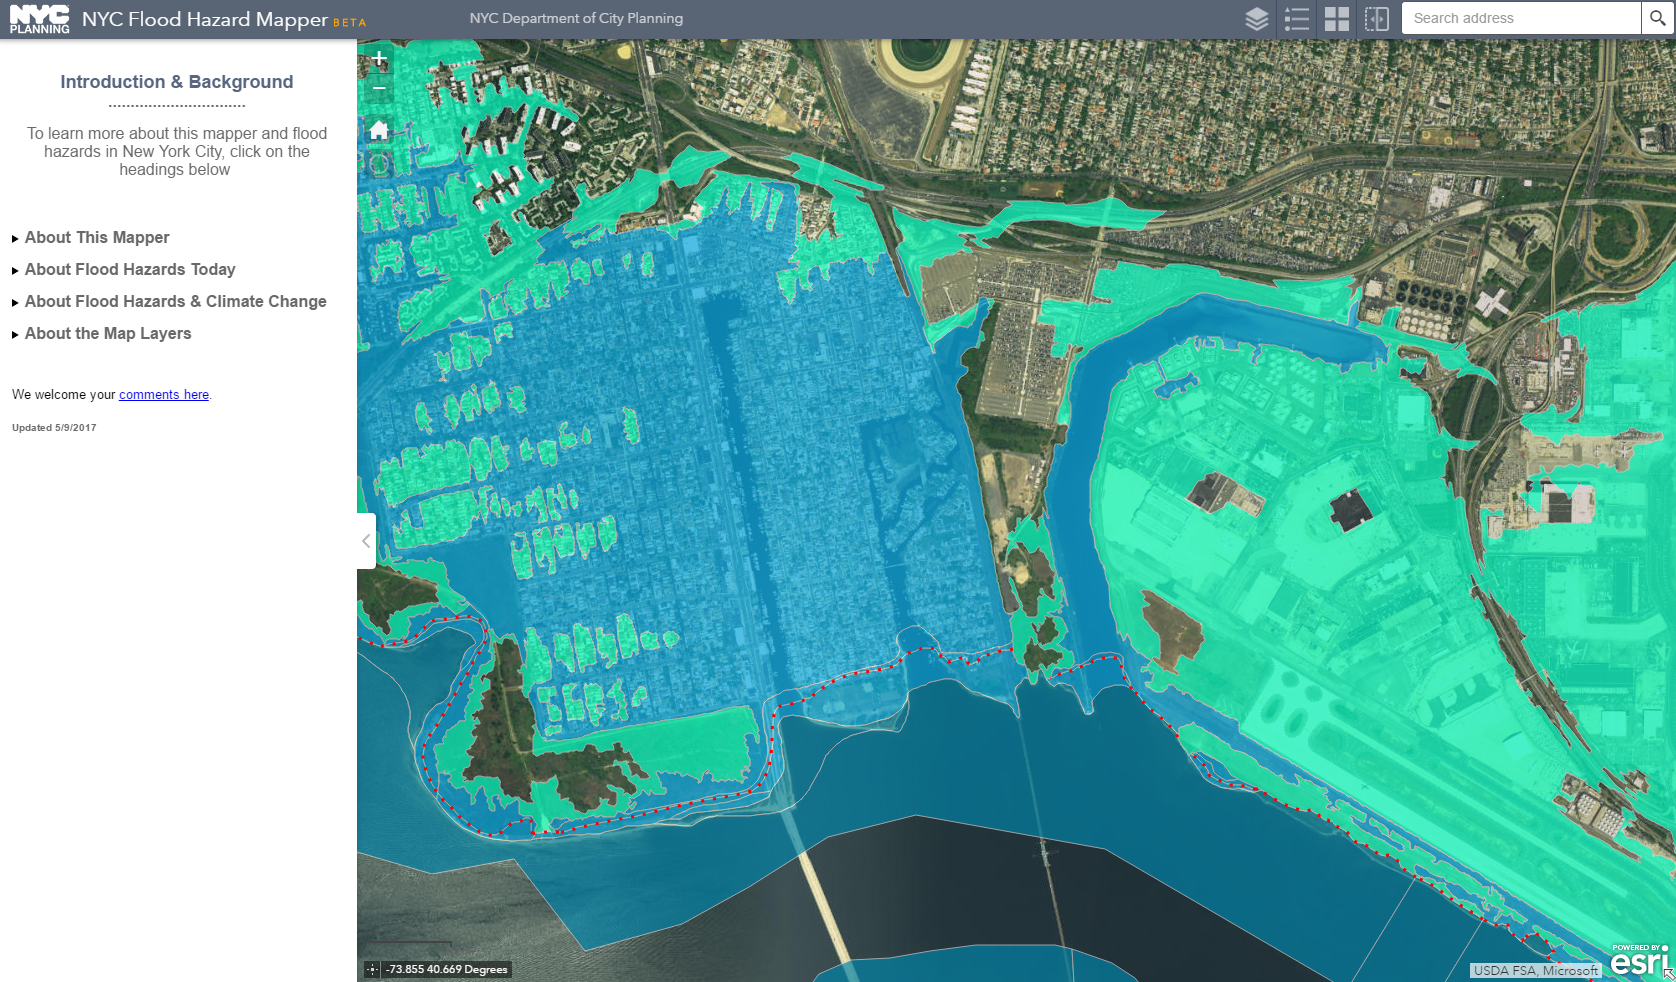 NYC
PLANNING
NYC Flood Hazard Mapper BETA
NYC Department of City Planning
Search address
Introduction & Background
To learn more about this mapper and flood
hazards in New York City, click on the
headings below
About This Mapper
About Flood Hazards Today
About Flood Hazards & Climate Change
About the Map Layers
We welcome your comments here.
Updated 5/9/2017
-73.855 40.669 Degrees
USDA FSA, Microsoft
POWERED BY
esri